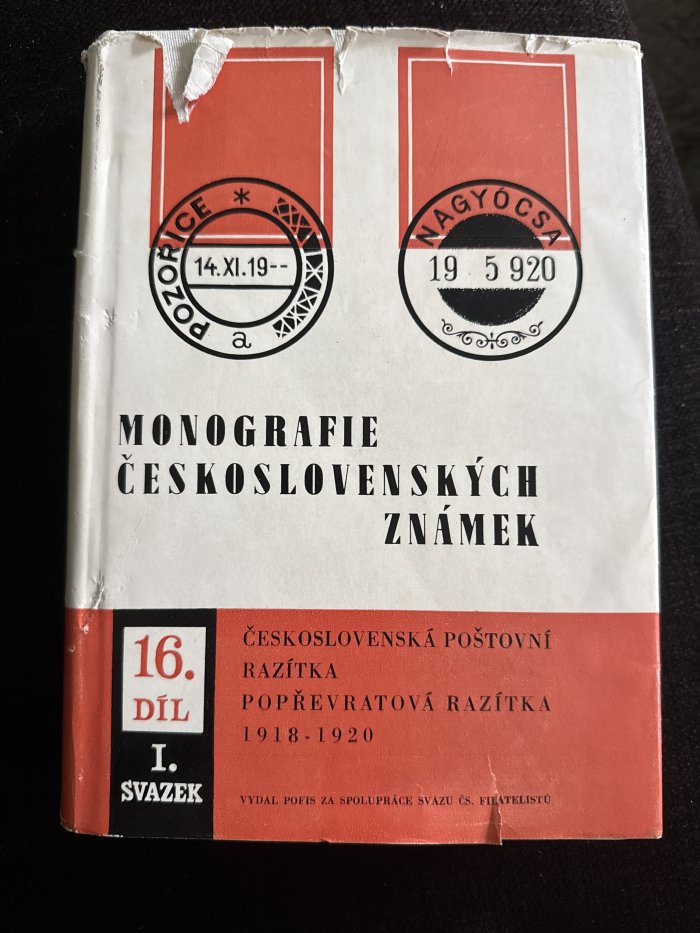 POZOŘICE *
14.XI.19--
a
NAGYÓCSA
19 5 920
MONOGRAFIE
ČESKOSLOVENSKÝCH
ZNÁMEK
16.
DÍL
I.
SVAZEK
ČESKOSLOVENSKÁ POŠTOVNÍ
RAZÍTKA
POPŘEVRATOVÁ RAZÍTKA
1918-1920
VYDAL POFIS ZA SPOLUPRÁCE SVAZU ČS. FILATELISTŮ